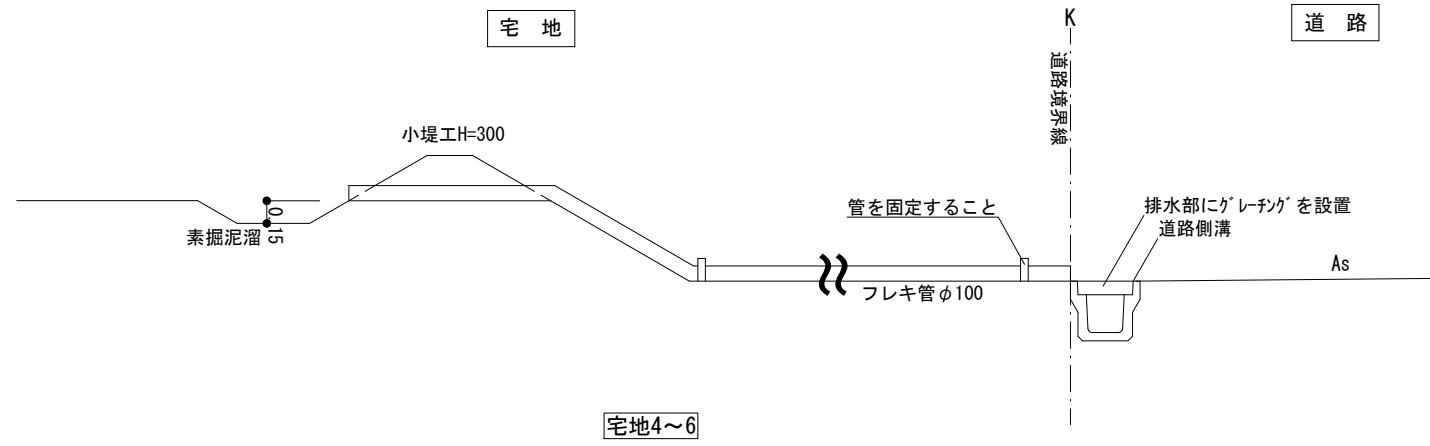 宅 地
K
道 路
道路境界線
小堤工H=300
管を固定すること
排水部にグレーチングを設置
道路側溝
0.15
素掘泥溜
As
フレキ管φ100
宅地4～6